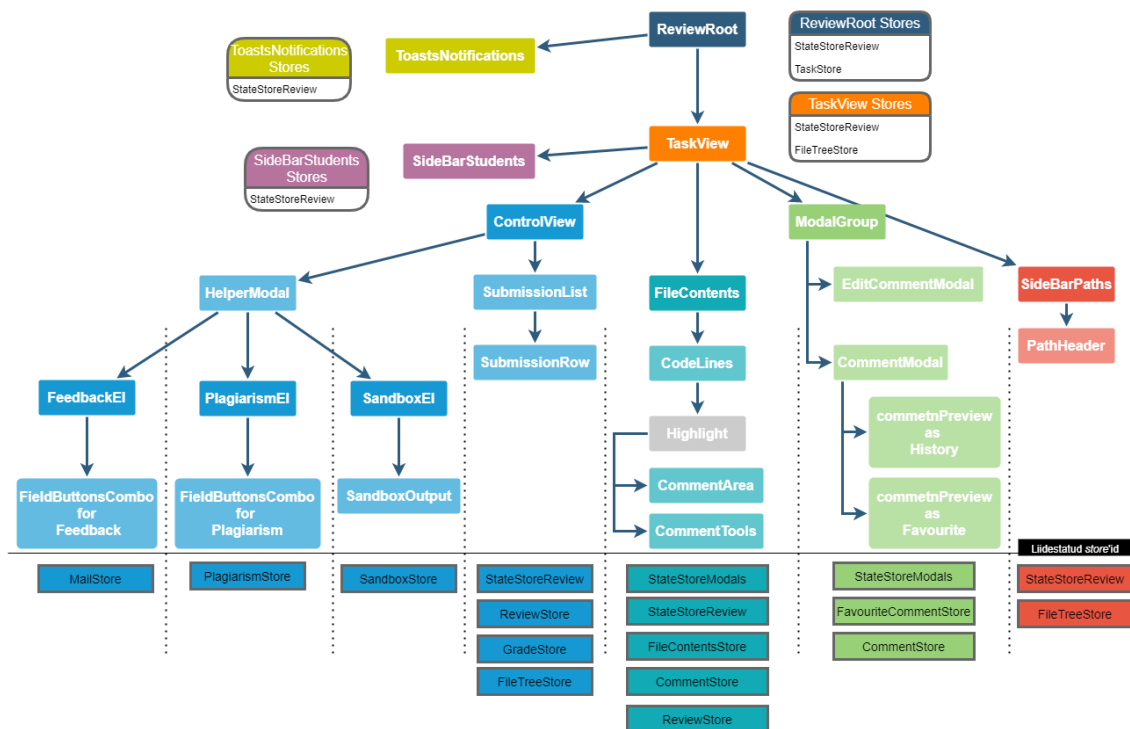 ReviewRoot
ReviewRoot Stores
StateStoreReview
TaskStore
ToastsNotifications
Stores
StateStoreReview
ToastsNotifications
TaskView Stores
StateStoreReview
FileTreeStore
TaskView
SideBarStudents
SideBarStudents
Stores
StateStoreReview
ControlView
ModalGroup
HelperModal
SubmissionList
FileContents
EditCommentModal
SideBarPaths
SubmissionRow
CodeLines
CommentModal
PathHeader
FeedbackEI
PlagiarismEI
SandboxEI
Highlight
commetnPreview
as
History
FieldButtonsCombo
for
Feedback
FieldButtonsCombo
for
Plagiarism
SandboxOutput
CommentArea
CommentTools
commetnPreview
as
Favourite
Liidestatud store'id
MailStore
PlagiarismStore
SandboxStore
StateStoreReview
ReviewStore
GradeStore
FileTreeStore
StateStoreModals
StateStoreReview
FileContentsStore
CommentStore
ReviewStore
StateStoreModals
FavouriteCommentStore
CommentStore
StateStoreReview
FileTreeStore